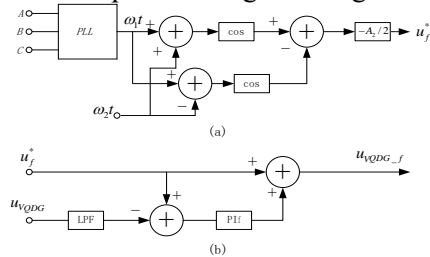 A
B
C
PLL
ω₁t
+
+
+
cos
+
−
+
−A₂/2
u*f
+
−
+
cos
ω₂t
(a)
u*f
+
+
+
uVQDG_f
uVQDG
LPF
−
+
+
PIf
(b)